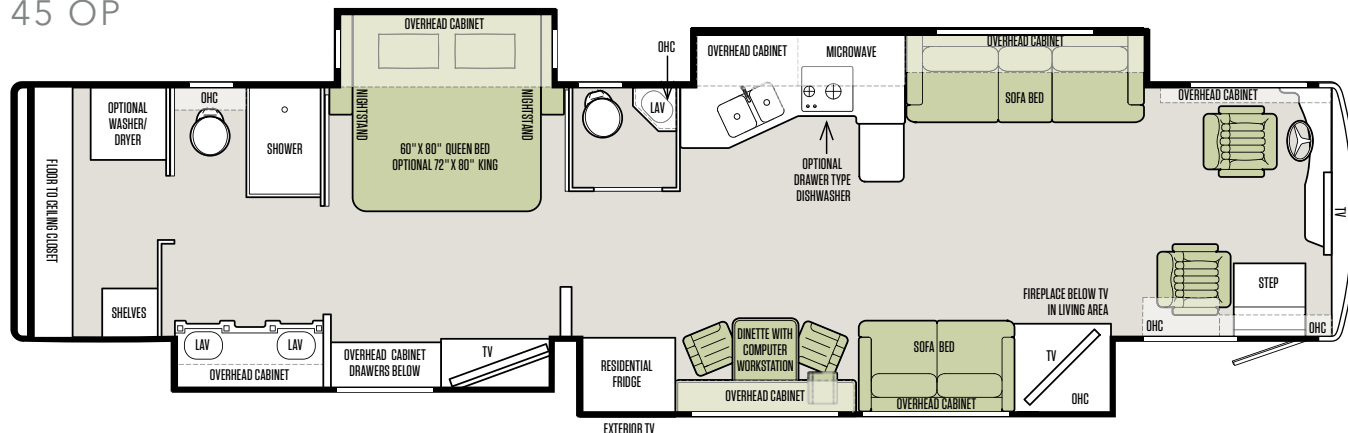 45 OP
OVERHEAD CABINET
OHC
OVERHEAD CABINET
MICROWAVE
OVERHEAD CABINET
OPTIONAL
WASHER/
DRYER
OHC
SHOWER
NIGHTSTAND
NIGHTSTAND
60" X 80" QUEEN BED
OPTIONAL 72" X 80" KING
LAV
SOFA BED
OVERHEAD CABINET
OPTIONAL
DRAWER TYPE
DISHWASHER
FLOOR TO CEILING CLOSET
TV
SHELVES
LAV
LAV
OVERHEAD CABINET
OVERHEAD CABINET
DRAWERS BELOW
TV
RESIDENTIAL
FRIDGE
EXTERIOR TV
DINETTE WITH
COMPUTER
WORKSTATION
OVERHEAD CABINET
SOFA BED
OVERHEAD CABINET
FIREPLACE BELOW TV
IN LIVING AREA
TV
OHC
STEP
OHC
OHC